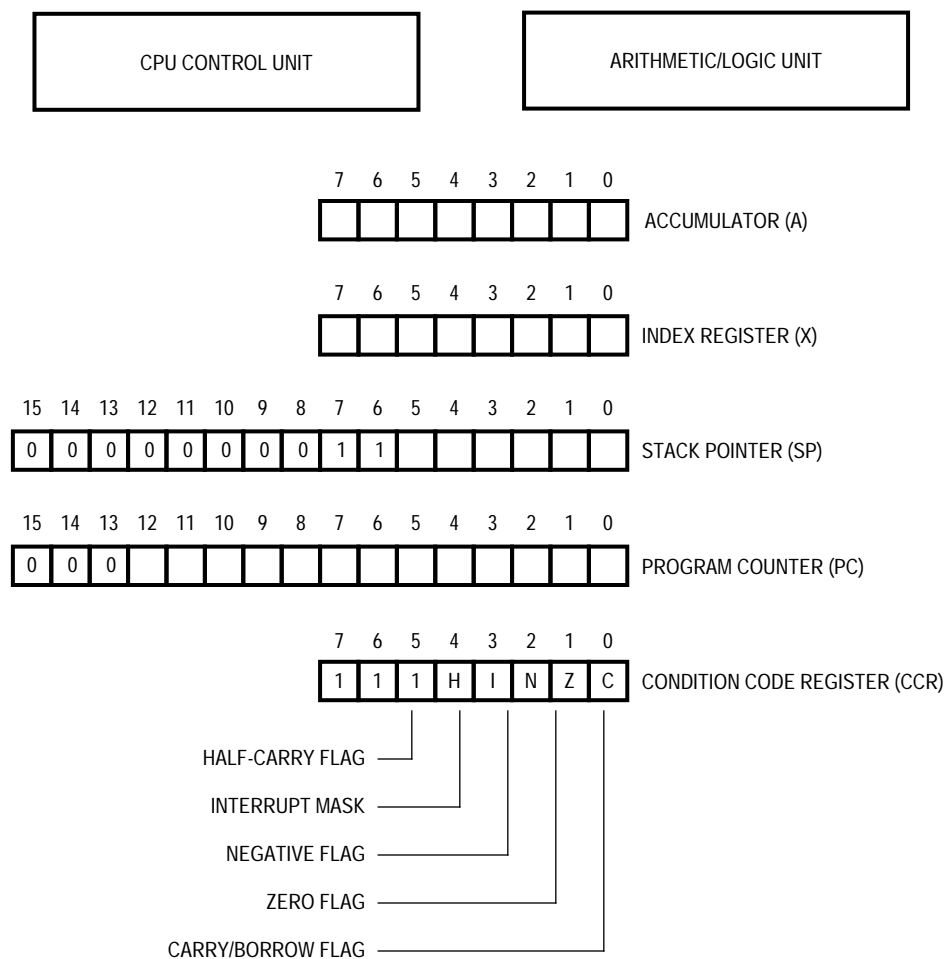 CPU CONTROL UNIT
ARITHMETIC/LOGIC UNIT
7 6 5 4 3 2 1 0
ACCUMULATOR (A)
7 6 5 4 3 2 1 0
INDEX REGISTER (X)
15 14 13 12 11 10 9 8 7 6 5 4 3 2 1 0
0 0 0 0 0 0 0 0 1 1 STACK POINTER (SP)
15 14 13 12 11 10 9 8 7 6 5 4 3 2 1 0
0 0 0 PROGRAM COUNTER (PC)
7 6 5 4 3 2 1 0
1 1 1 H I N Z C CONDITION CODE REGISTER (CCR)
HALF-CARRY FLAG
INTERRUPT MASK
NEGATIVE FLAG
ZERO FLAG
CARRY/BORROW FLAG